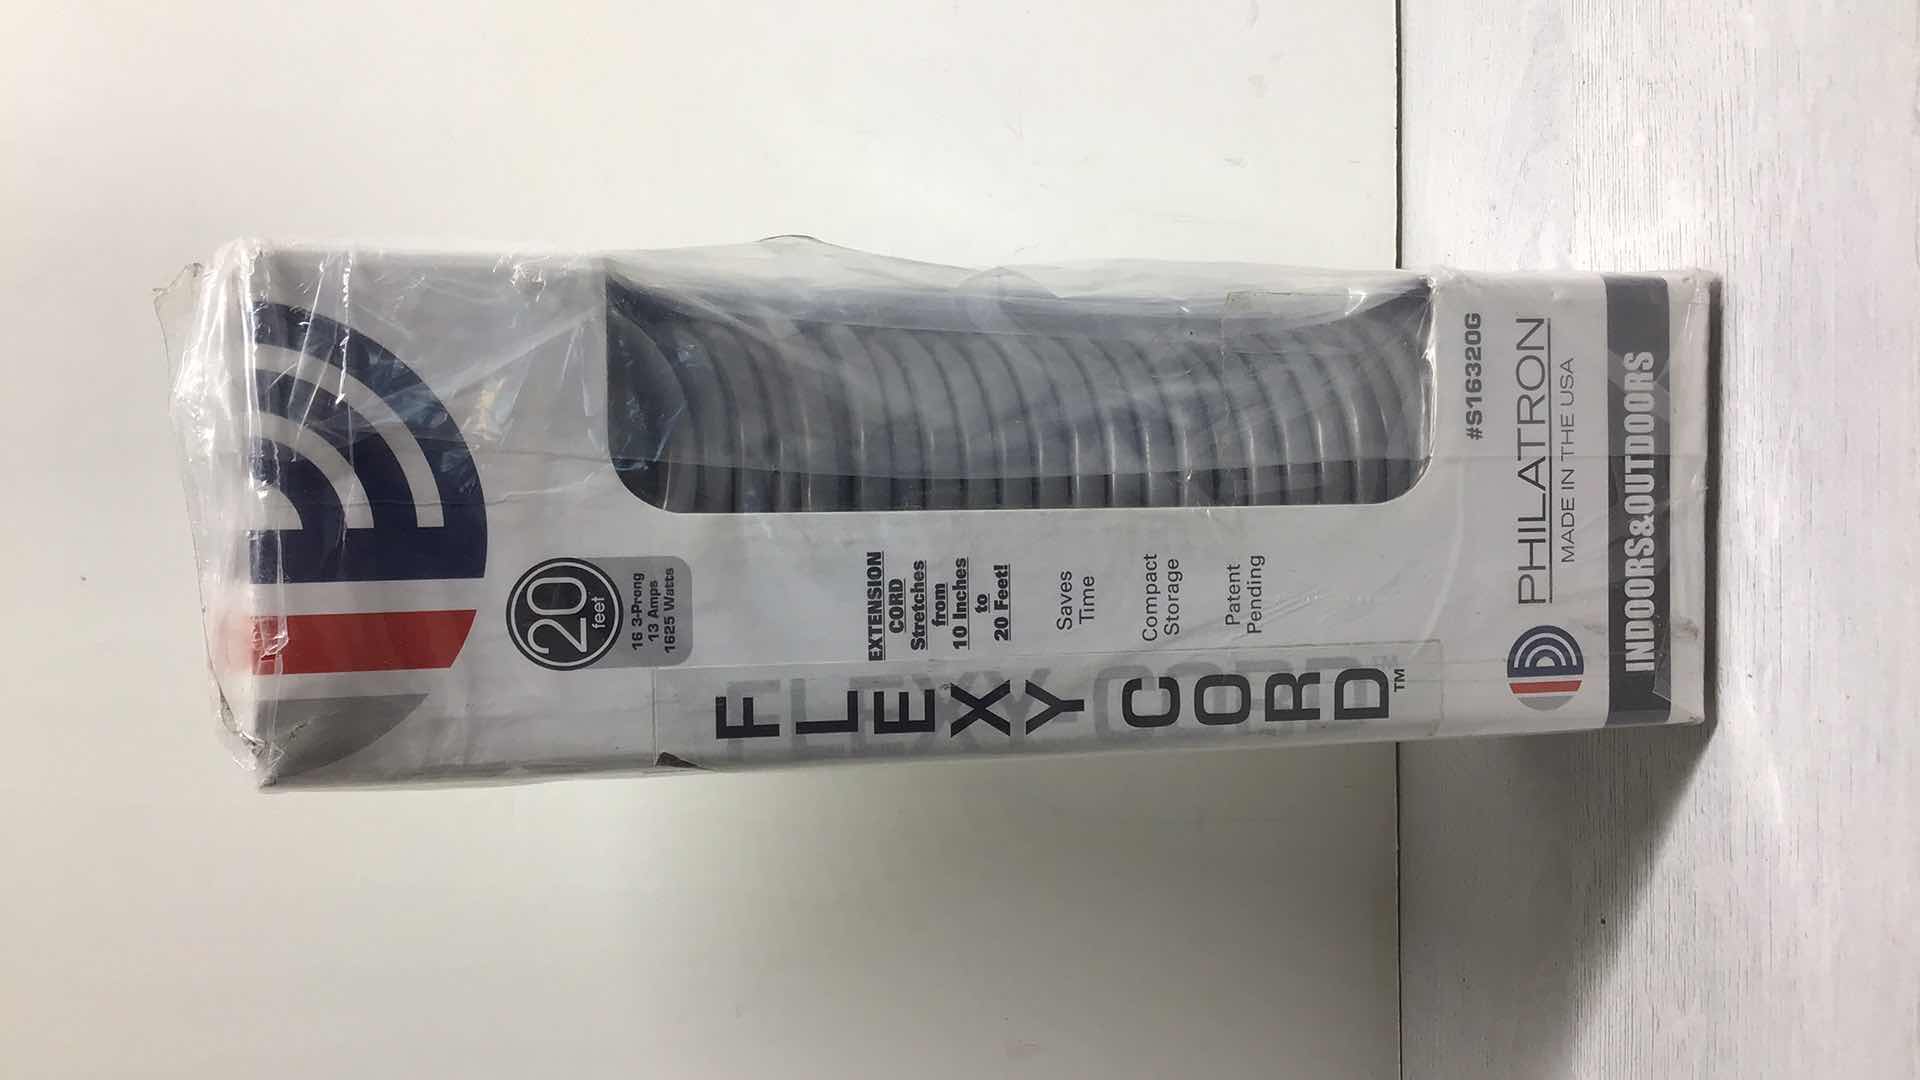 20
feet
16 3-Prong
13 Amps
1625 Watts
EXTENSION
CORD
Stretches
from
10 Inches
to
20 Feet!
Saves
Time
Compact
Storage
Patent
Pending
FLEXY CORD™
#S16320G
PHILATRON
MADE IN THE USA
INDOORS&OUTDOORS